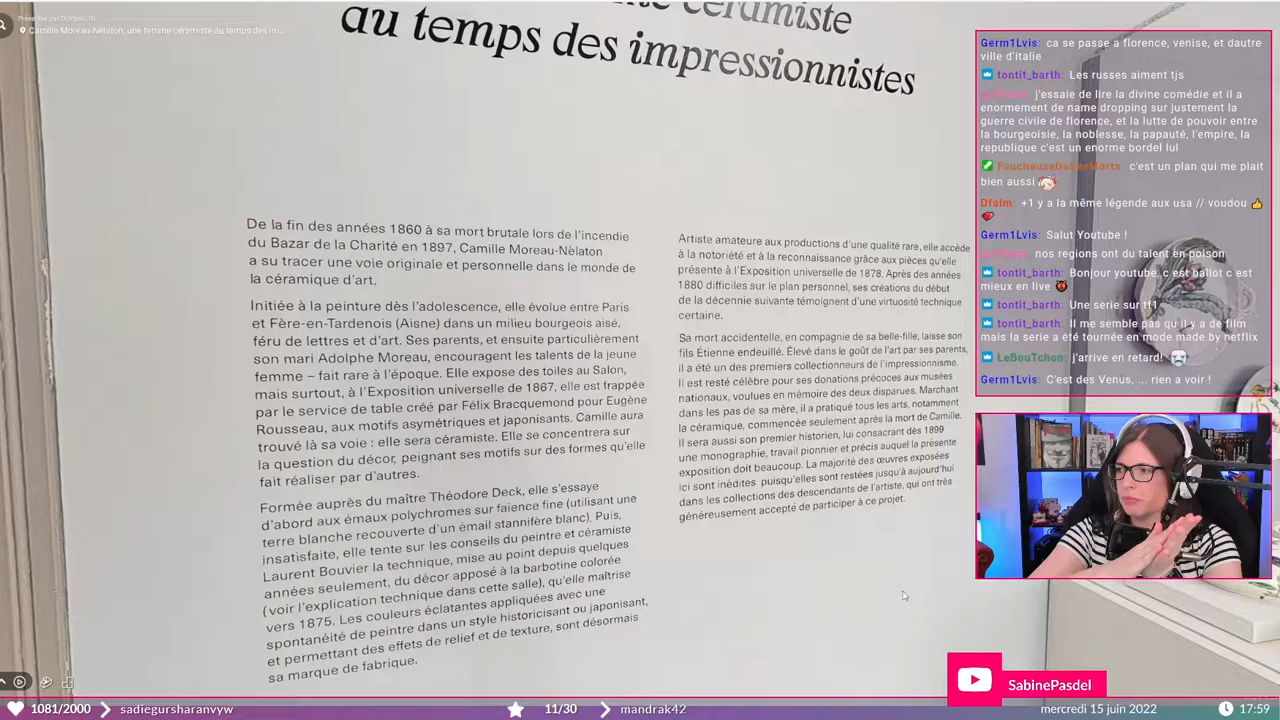 Présenté par Octopus 3D
Camille Moreau-Nélaton, une femme céramiste au temps des im...
céramiste
au temps des impressionnistes
De la fin des années 1860 à sa mort brutale lors de l'incendie
du Bazar de la Charité en 1897, Camille Moreau-Nélaton
a su tracer une voie originale et personnelle dans le monde de
la céramique d'art.
Initiée à la peinture dès l'adolescence, elle évolue entre Paris
et Fère-en-Tardenois (Aisne) dans un milieu bourgeois aisé,
féru de lettres et d'art. Ses parents, et ensuite particulièrement
son mari Adolphe Moreau, encouragent les talents de la jeune
femme – fait rare à l'époque. Elle expose des toiles au Salon,
mais surtout, à l'Exposition universelle de 1867, elle est frappée
par le service de table créé par Félix Bracquemond pour Eugène
Rousseau, aux motifs asymétriques et japonisants. Camille aura
trouvé là sa voie : elle sera céramiste. Elle se concentrera sur
la question du décor, peignant ses motifs sur des formes qu'elle
fait réaliser par d'autres.
Formée auprès du maître Théodore Deck, elle s'essaye
d'abord aux émaux polychromes sur faïence fine (utilisant une
terre blanche recouverte d'un émail stannifère blanc). Puis,
insatisfaite, elle tente sur les conseils du peintre et céramiste
Laurent Bouvier la technique, mise au point depuis quelques
années seulement, du décor apposé à la barbotine colorée
(voir l'explication technique dans cette salle), qu'elle maîtrise
vers 1875. Les couleurs éclatantes appliquées avec une
spontanéité de peintre dans un style historicisant ou japonisant,
et permettant des effets de relief et de texture, sont désormais
sa marque de fabrique.
Artiste amateure aux productions d'une qualité rare, elle accède
à la notoriété et à la reconnaissance grâce aux pièces qu'elle
présente à l'Exposition universelle de 1878. Après des années
1880 difficiles sur le plan personnel, ses créations du début
de la décennie suivante témoignent d'une virtuosité technique
certaine.
Sa mort accidentelle, en compagnie de sa belle-fille, laisse son
fils Étienne endeuillé. Élevé dans le goût de l'art par ses parents,
il a été un des premiers collectionneurs de l'impressionnisme.
Il est resté célèbre pour ses donations précoces aux musées
nationaux, voulues en mémoire des deux disparues. Marchant
dans les pas de sa mère, il a pratiqué tous les arts, notamment
la céramique, commencée seulement après la mort de Camille.
Il sera aussi son premier historien, lui consacrant dès 1899
une monographie, travail pionnier et précis auquel la présente
exposition doit beaucoup. La majorité des œuvres exposées
ici sont inédites puisqu'elles sont restées jusqu'à aujourd'hui
dans les collections des descendants de l'artiste, qui ont très
généreusement accepté de participer à ce projet.
Germ1Lvis: ca se passe a florence, venise, et dautre
ville d'italie
tontit_barth: Les russes aiment tjs
j'essaie de lire la divine comédie et il a
enormement de name dropping sur justement la
guerre civile de florence, et la lutte de pouvoir entre
la bourgeoisie, la noblesse, la papauté, l'empire, la
republique c'est un enorme bordel lul
c'est un plan qui me plait
bien aussi
Dfalm: +1 y a la même légende aux usa // voudou
Germ1Lvis: Salut Youtube !
nos regions ont du talent en poison
tontit_barth: Bonjour youtube, c est ballot c est
mieux en live
tontit_barth: Une serie sur tf1
tontit_barth: Il me semble pas qu il y a de film
mais la serie a été tournée en mode made by netflix
LeBouTchon: j'arrive en retard!
Germ1Lvis: C'est des Venus, ... rien a voir !
SabinePasdel
1081/2000 sadiegursharanvyw 11/30 mandrak42 mercredi 15 juin 2022 17:59